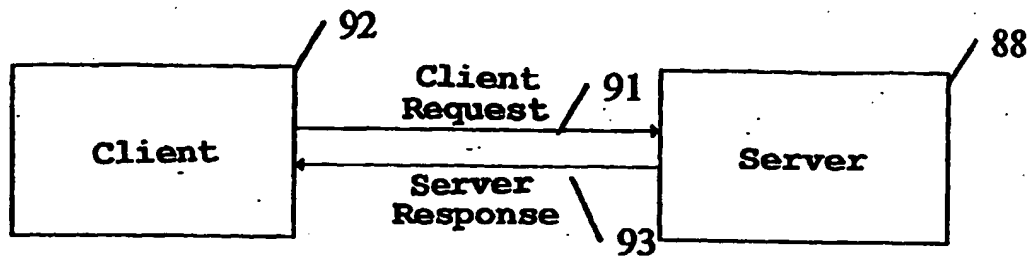 92
88
Client
Request
91
Client
Server
Server
Response
93